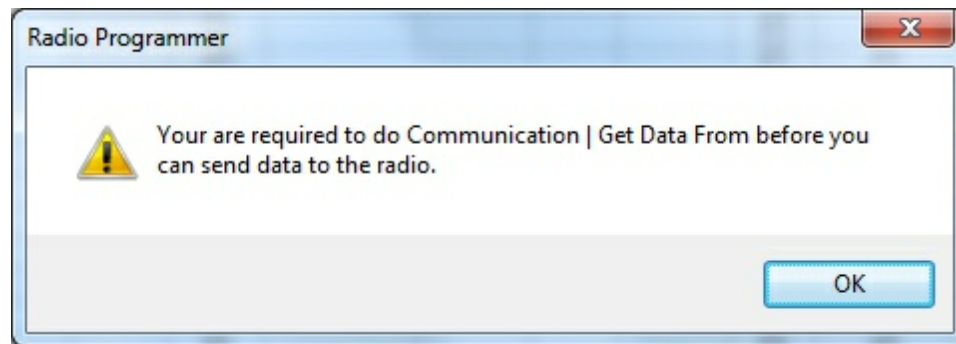 Radio Programmer
Your are required to do Communication | Get Data From before you
can send data to the radio.
OK